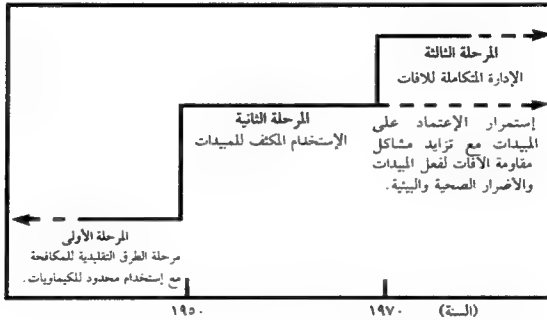 المرحلة الثالثة
الإدارة المتكاملة للافات
المرحلة الثانية
الإستخدام المكثف للمبيدات
إستمرار الإعتماد على
المبيدات مع تزايد مشاكل
مقاومة الآفات لفعل المبيدات
والأضرار الصحية والبيئية.
المرحلة الأولى
مرحلة الطرق التقليدية للمكافحة
مع إستخدام محدود للكيماويات.
١٩٥٠ ١٩٧٠ (السنة)